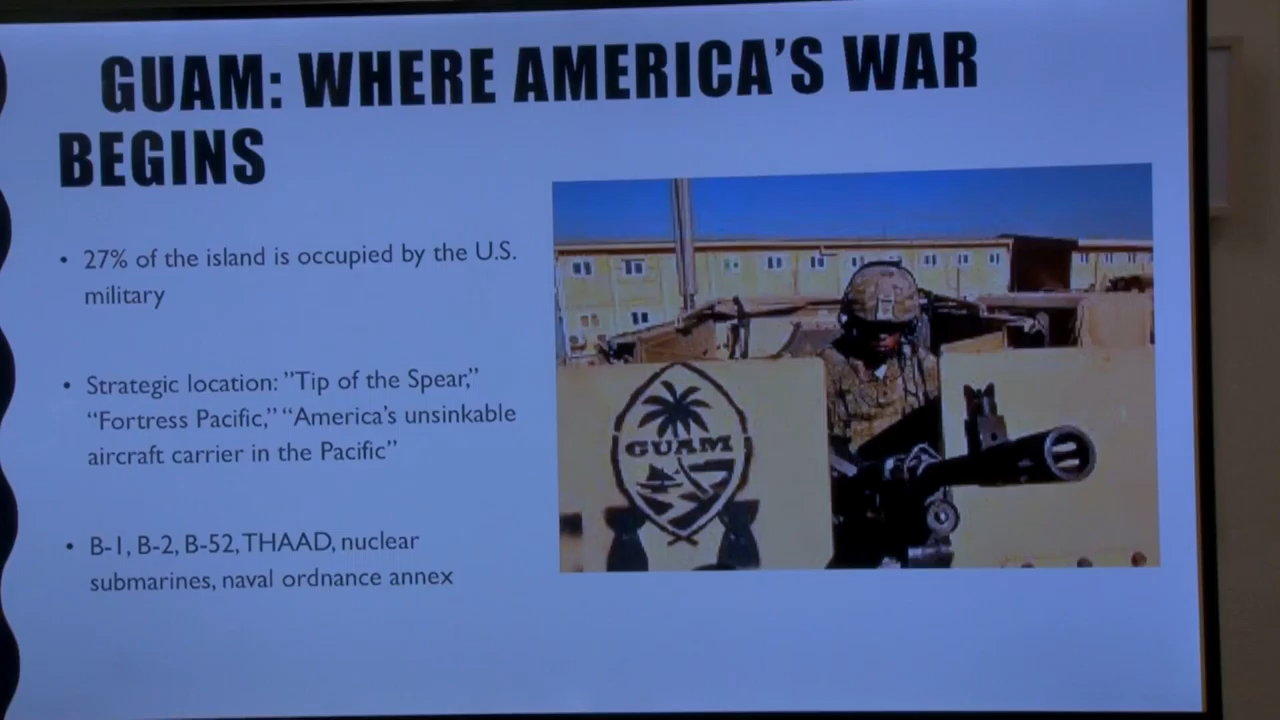 GUAM: WHERE AMERICA'S WAR
BEGINS
• 27% of the island is occupied by the U.S.
military
• Strategic location: ”Tip of the Spear,”
“Fortress Pacific,” “America’s unsinkable
aircraft carrier in the Pacific”
• B-1, B-2, B-52, THAAD, nuclear
submarines, naval ordnance annex
GUAM